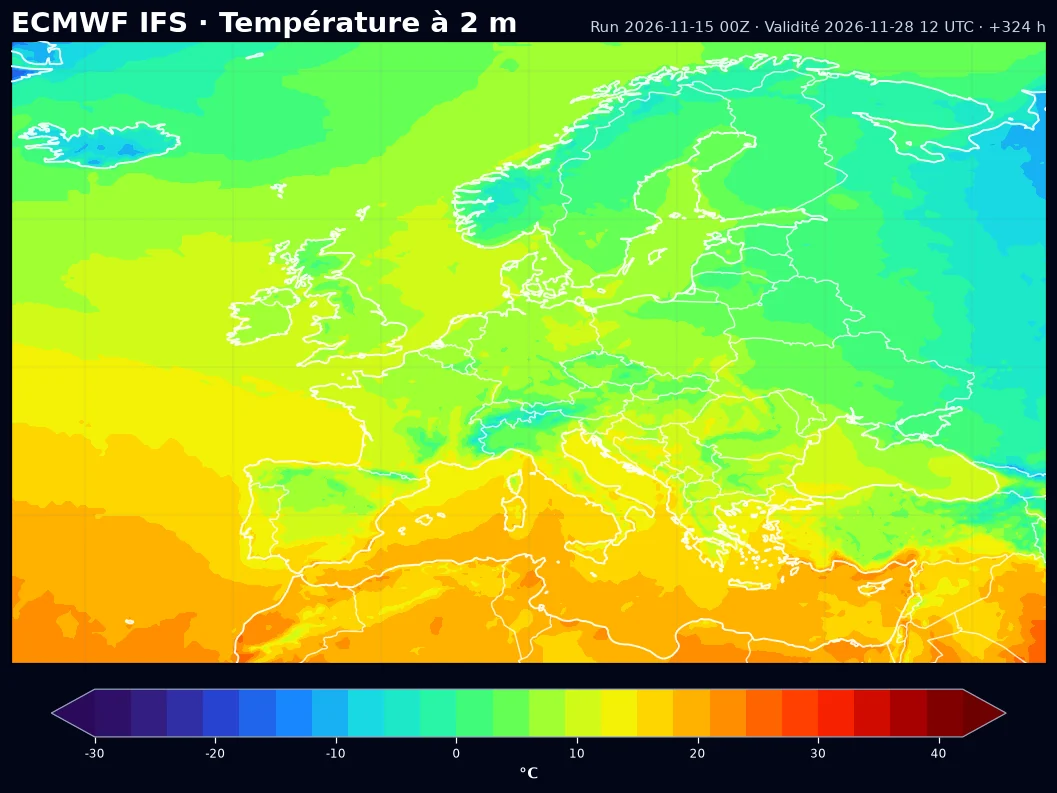 ECMWF IFS · Température à 2 m
Run 2026-11-15 00Z · Validité 2026-11-28 12 UTC · +324 h
-30 -20 -10 0 10 20 30 40
°C